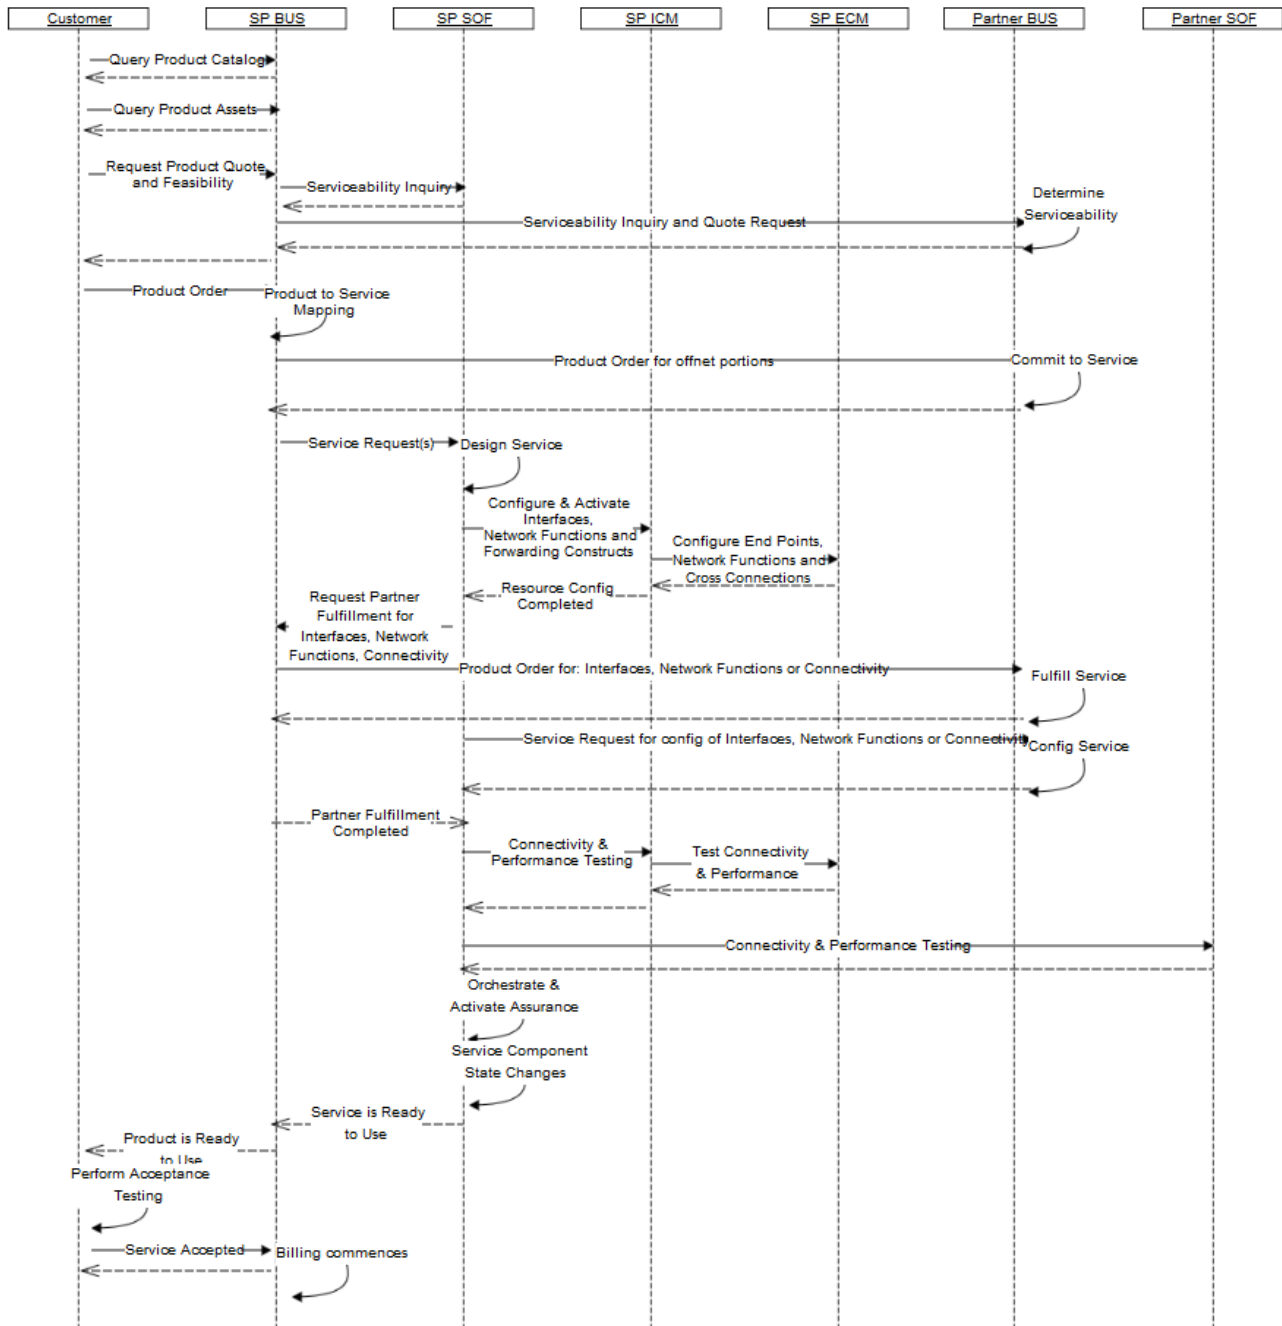 Customer
SP BUS
SP SOF
SP ICM
SP ECM
Partner BUS
Partner SOF
Query Product Catalog
Query Product Assets
Request Product Quote
and Feasibility
Serviceability Inquiry
Determine
Serviceability
Serviceability Inquiry and Quote Request
Product Order
Product to Service
Mapping
Product Order for offnet portions
Commit to Service
Service Request(s)
Design Service
Configure & Activate
Interfaces,
Network Functions and
Forwarding Constructs
Configure End Points,
Network Functions and
Cross Connections
Resource Config
Completed
Request Partner
Fulfillment for
Interfaces, Network
Functions, Connectivity
Product Order for: Interfaces, Network Functions or Connectivity
Fulfill Service
Service Request for config of Interfaces, Network Functions or Connectivity
Config Service
Partner Fulfillment
Completed
Connectivity &
Performance Testing
Test Connectivity
& Performance
Connectivity & Performance Testing
Orchestrate &
Activate Assurance
Service Component
State Changes
Service is Ready
to Use
Product is Ready
to Use
Perform Acceptance
Testing
Service Accepted
Billing commences